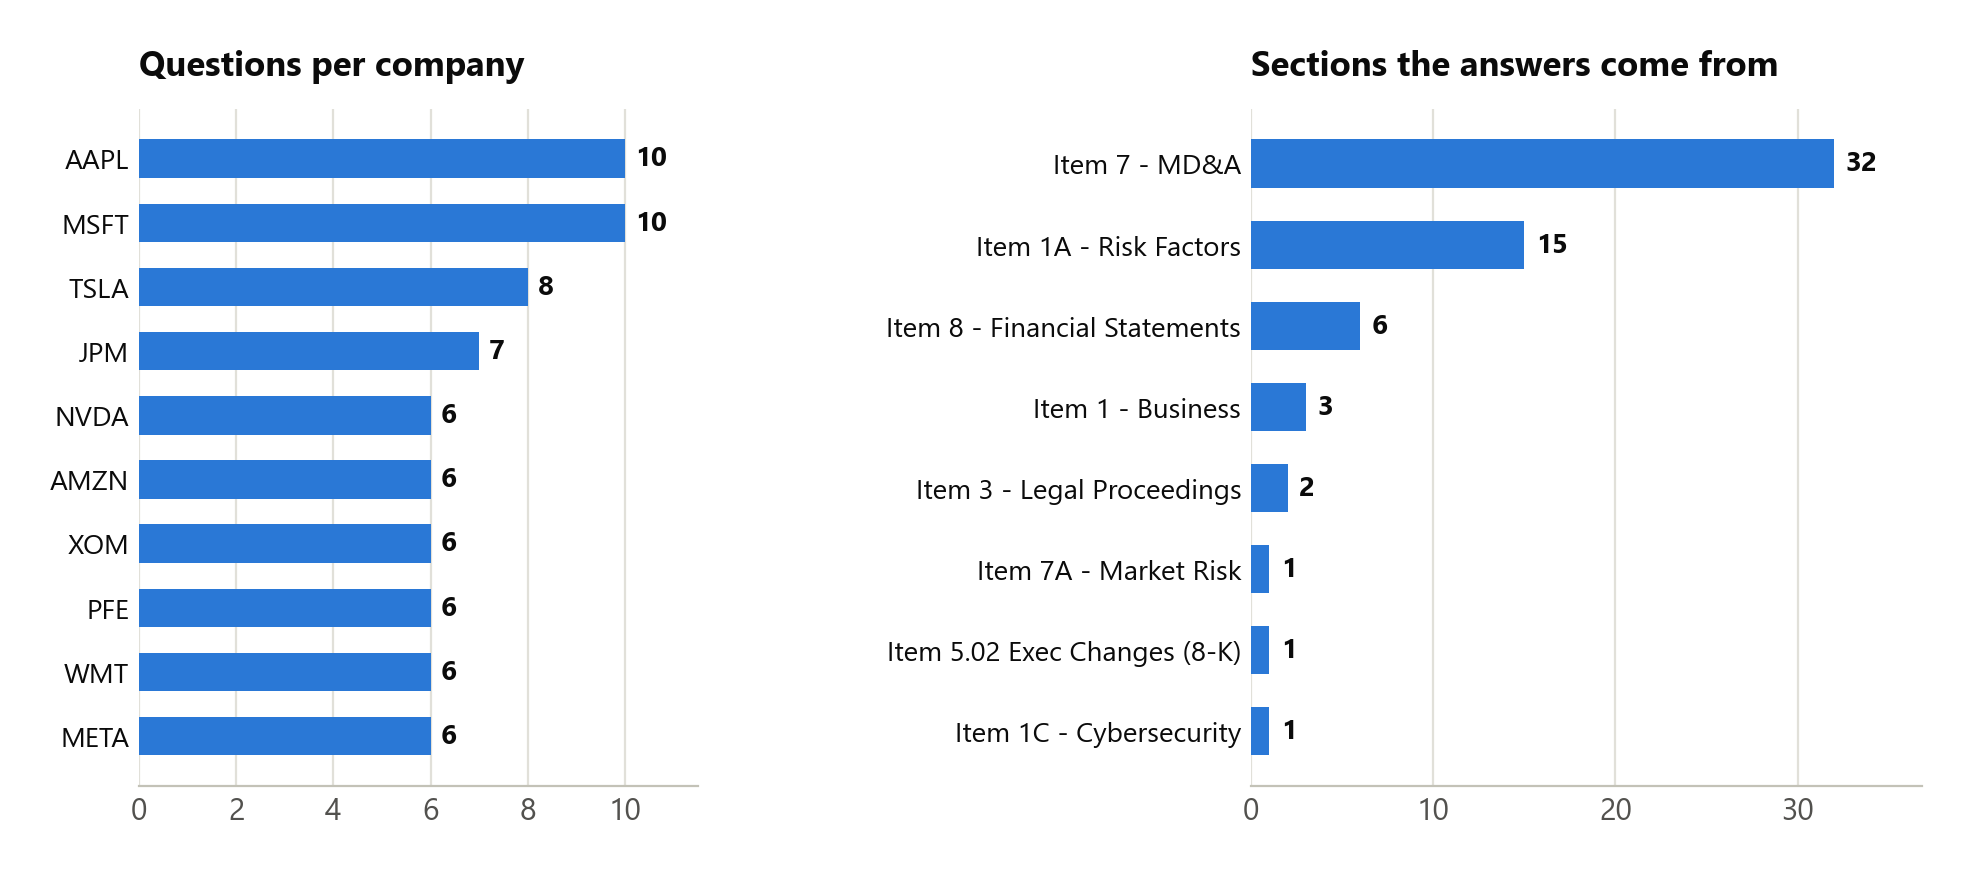 Questions per company
AAPL 10
MSFT 10
TSLA 8
JPM 7
NVDA 6
AMZN 6
XOM 6
PFE 6
WMT 6
META 6
0 2 4 6 8 10
Sections the answers come from
Item 7 - MD&A 32
Item 1A - Risk Factors 15
Item 8 - Financial Statements 6
Item 1 - Business 3
Item 3 - Legal Proceedings 2
Item 7A - Market Risk 1
Item 5.02 Exec Changes (8-K) 1
Item 1C - Cybersecurity 1
0 10 20 30